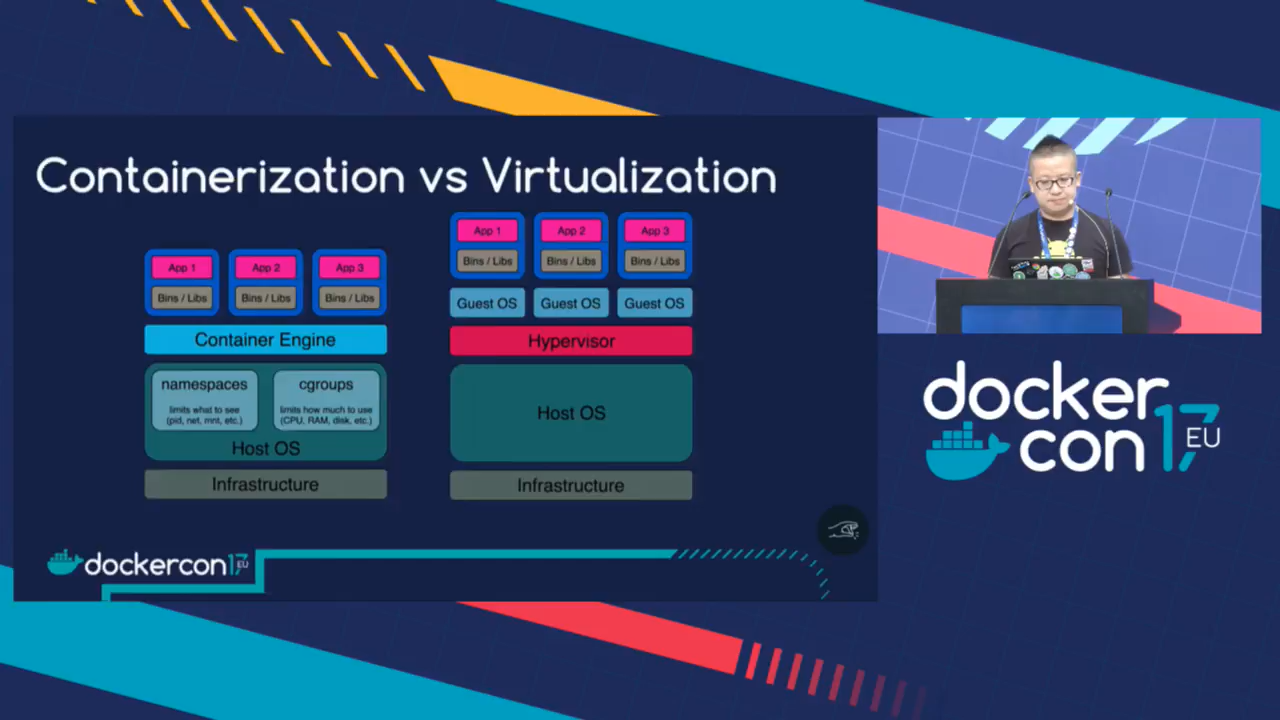 Containerization vs Virtualization
App 1
App 2
App 3
Bins / Libs
Bins / Libs
Bins / Libs
Container Engine
namespaces
limits what to see
(pid, net, mnt, etc.)
cgroups
limits how much to use
(CPU, RAM, disk, etc.)
Host OS
Infrastructure
App 1
App 2
App 3
Bins / Libs
Bins / Libs
Bins / Libs
Guest OS
Guest OS
Guest OS
Hypervisor
Host OS
Infrastructure
dockercon17 EU
docker
con 17 EU